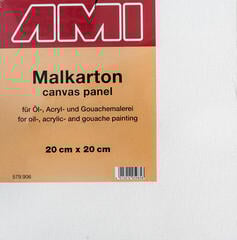 AMI
Malkarton
canvas panel
für Öl-, Acryl- und Gouachemalerei
for oil-, acrylic- and gouache painting
20 cm x 20 cm
579.906